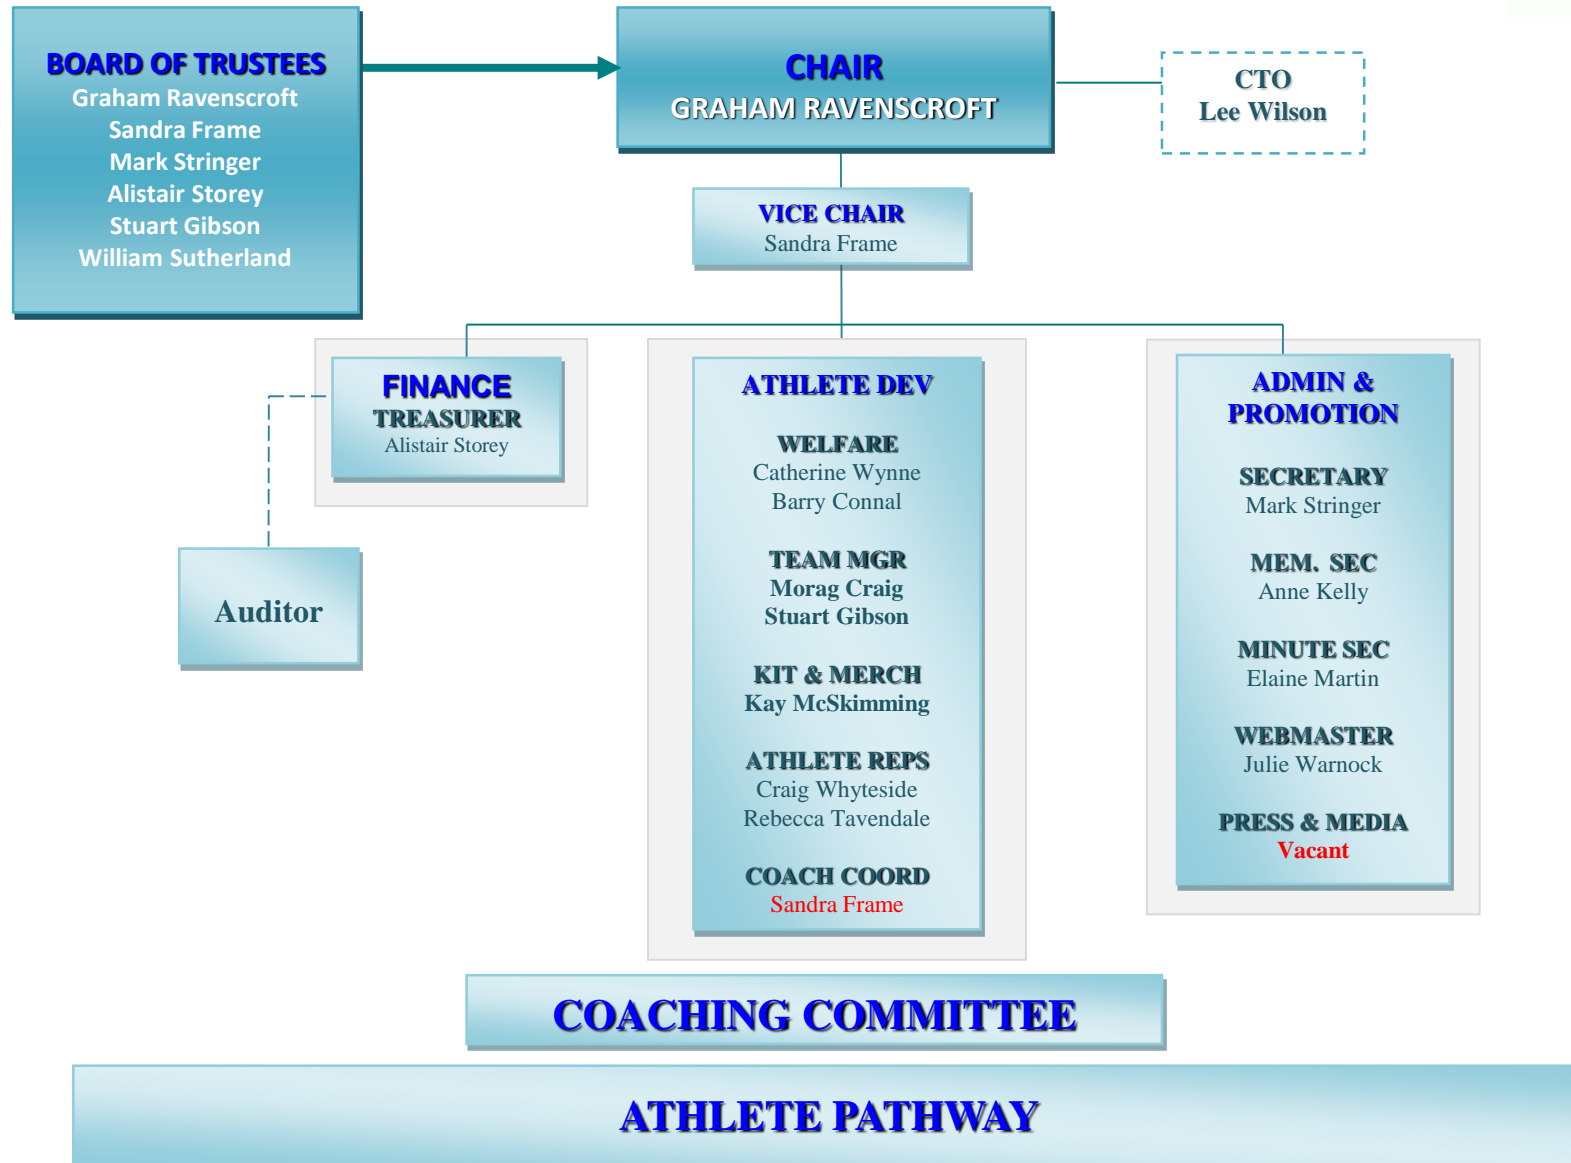 BOARD OF TRUSTEES
Graham Ravenscroft
Sandra Frame
Mark Stringer
Alistair Storey
Stuart Gibson
William Sutherland
CHAIR
GRAHAM RAVENSCROFT
CTO
Lee Wilson
VICE CHAIR
Sandra Frame
FINANCE
TREASURER
Alistair Storey
Auditor
ATHLETE DEV
WELFARE
Catherine Wynne
Barry Connal
TEAM MGR
Morag Craig
Stuart Gibson
KIT & MERCH
Kay McSkimming
ATHLETE REPS
Craig Whyteside
Rebecca Tavendale
COACH COORD
Sandra Frame
ADMIN &
PROMOTION
SECRETARY
Mark Stringer
MEM. SEC
Anne Kelly
MINUTE SEC
Elaine Martin
WEBMASTER
Julie Warnock
PRESS & MEDIA
Vacant
COACHING COMMITTEE
ATHLETE PATHWAY